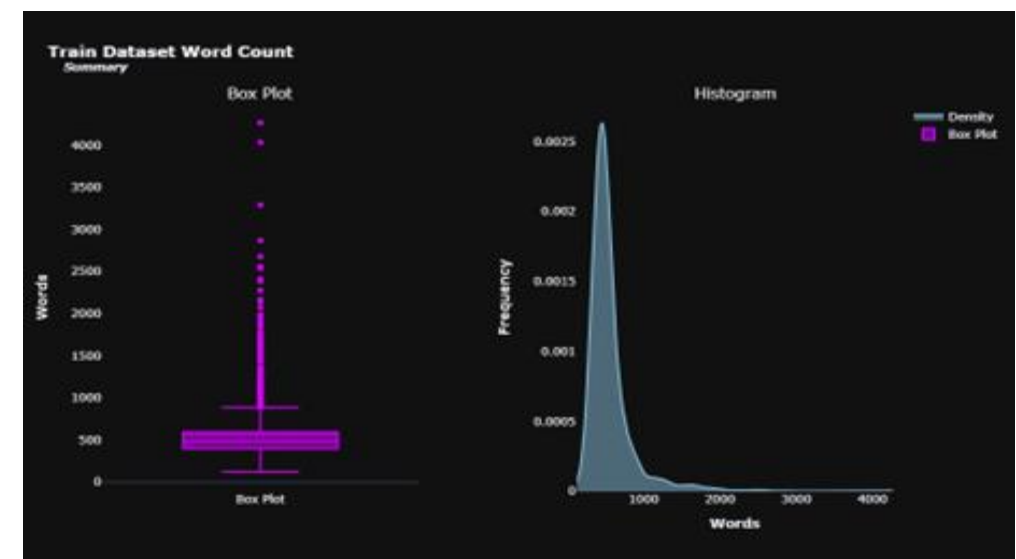 Train Dataset Word Count
Summary
Box Plot
4000
3500
3000
2500
2000
1500
1000
500
0
Words
Box Plot
Histogram
0.0025
0.002
0.0015
0.001
0.0005
0
Frequency
1000 2000 3000 4000
Words
Density
Box Plot